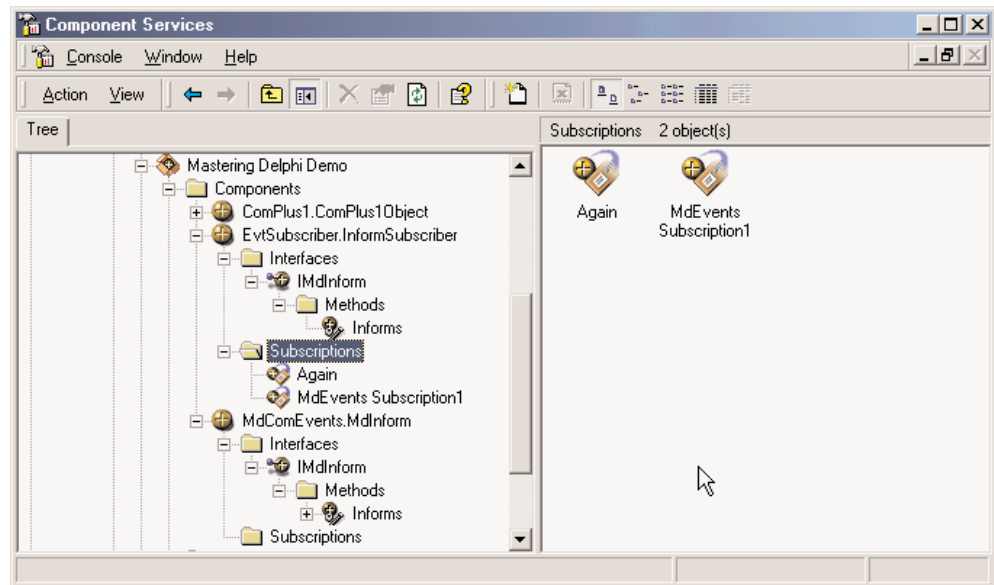 Component Services
Console Window Help
Action View
Tree
Subscriptions 2 object(s)
Mastering Delphi Demo
Components
ComPlus1.ComPlus1Object
EvtSubscriber.InformSubscriber
Interfaces
IMdInform
Methods
Informs
Subscriptions
Again
MdEvents Subscription1
MdComEvents.MdInform
Interfaces
IMdInform
Methods
Informs
Subscriptions
Again
MdEvents
Subscription1